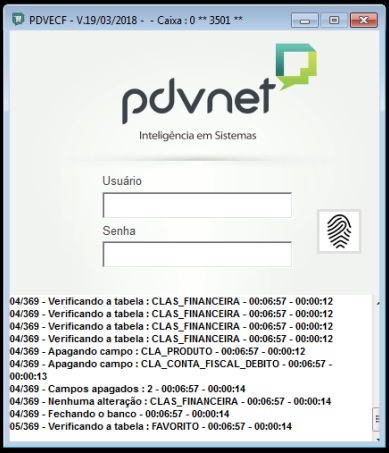 PDVECF - V.19/03/2018 - - Caixa : 0 ** 3501 **
pdvnet
Inteligência em Sistemas
Usuário
Senha
04/369 - Verificando a tabela : CLAS_FINANCEIRA - 00:06:57 - 00:00:12
04/369 - Verificando a tabela : CLAS_FINANCEIRA - 00:06:57 - 00:00:12
04/369 - Verificando a tabela : CLAS_FINANCEIRA - 00:06:57 - 00:00:12
04/369 - Verificando a tabela : CLAS_FINANCEIRA - 00:06:57 - 00:00:12
04/369 - Apagando campo : CLA_PRODUTO - 00:06:57 - 00:00:12
04/369 - Apagando campo : CLA_CONTA_FISCAL_DEBITO - 00:06:57 -
00:00:13
04/369 - Campos apagados : 2 - 00:06:57 - 00:00:14
04/369 - Nenhuma alteração : CLAS_FINANCEIRA - 00:06:57 - 00:00:14
04/369 - Fechando o banco - 00:06:57 - 00:00:14
05/369 - Verificando a tabela : FAVORITO - 00:06:57 - 00:00:14